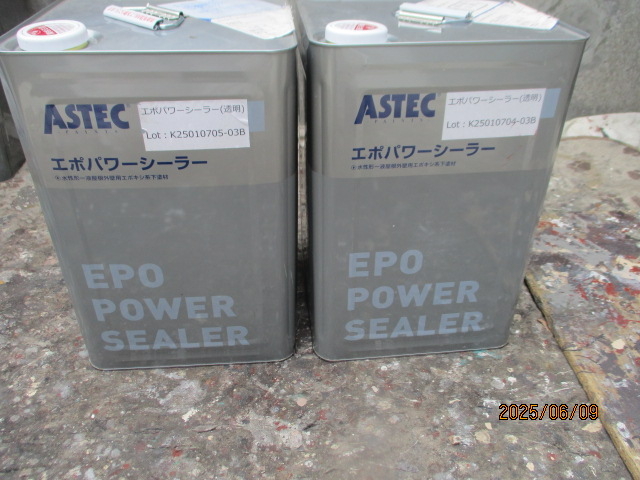 ASTEC
PAINTS
エポパワーシーラー(透明)
Lot : K25010705-03B
エポパワーシーラー
EPO
POWER
SEALER
ASTEC
PAINTS
エポパワーシーラー(透明)
Lot : K25010704-03B
エポパワーシーラー
EPO
POWER
SEALER
2025/06/09